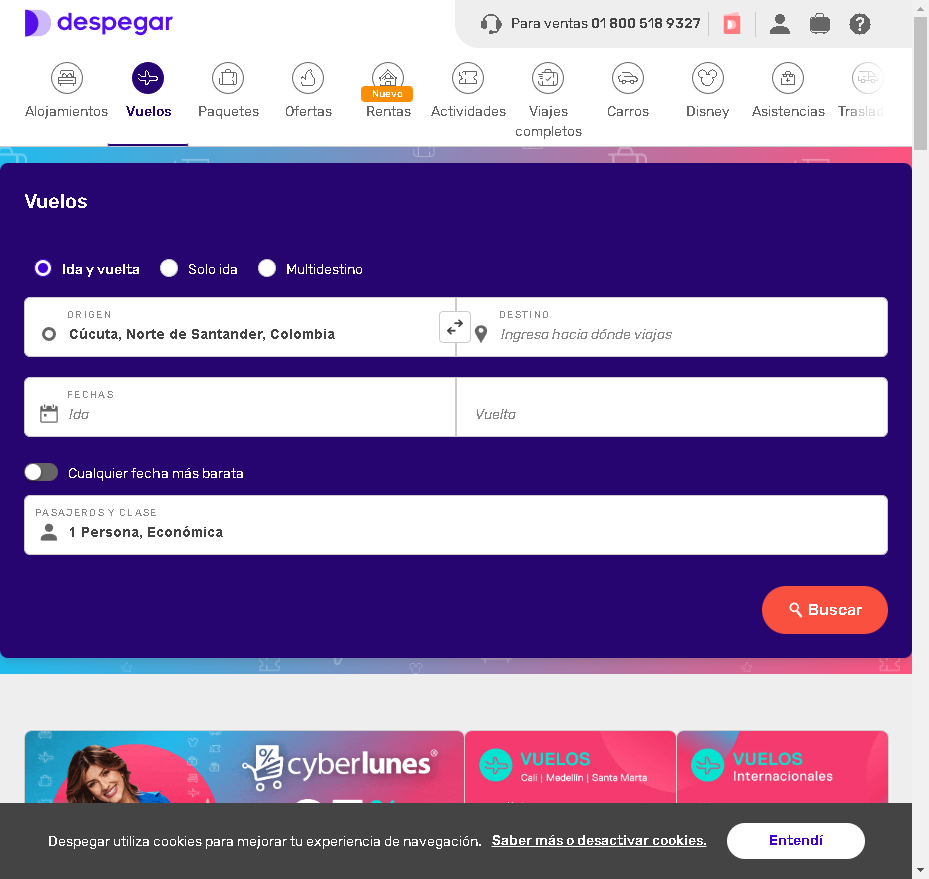 despegar
Para ventas 01 800 518 9327
Alojamientos
Vuelos
Paquetes
Ofertas
Nuevo
Rentas
Actividades
Viajes
completos
Carros
Disney
Asistencias
Vuelos
Ida y vuelta
Solo ida
Multidestino
ORIGEN
Cúcuta, Norte de Santander, Colombia
DESTINO
Ingresa hacia dónde viajas
FECHAS
Ida
Vuelta
Cualquier fecha más barata
PASAJEROS Y CLASE
1 Persona, Económica
Buscar
cyberlunes®
VUELOS
Cali | Medellín | Santa Marta
VUELOS
Internacionales
Despegar utiliza cookies para mejorar tu experiencia de navegación. Saber más o desactivar cookies.
Entendí